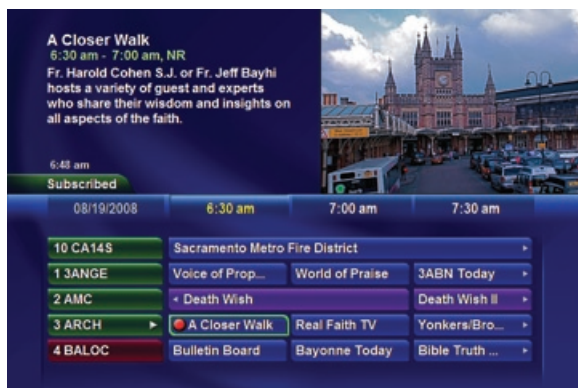 A Closer Walk
6:30 am - 7:00 am, NR
Fr. Harold Cohen S.J. or Fr. Jeff Bayhi
hosts a variety of guest and experts
who share their wisdom and insights on
all aspects of the faith.
6:48 am
Subscribed
08/19/2008 6:30 am 7:00 am 7:30 am
10 CA14S Sacramento Metro Fire District
1 3ANGE Voice of Prop... World of Praise 3ABN Today
2 AMC Death Wish Death Wish II
3 ARCH A Closer Walk Real Faith TV Yonkers/Bro...
4 BALOC Bulletin Board Bayonne Today Bible Truth ...